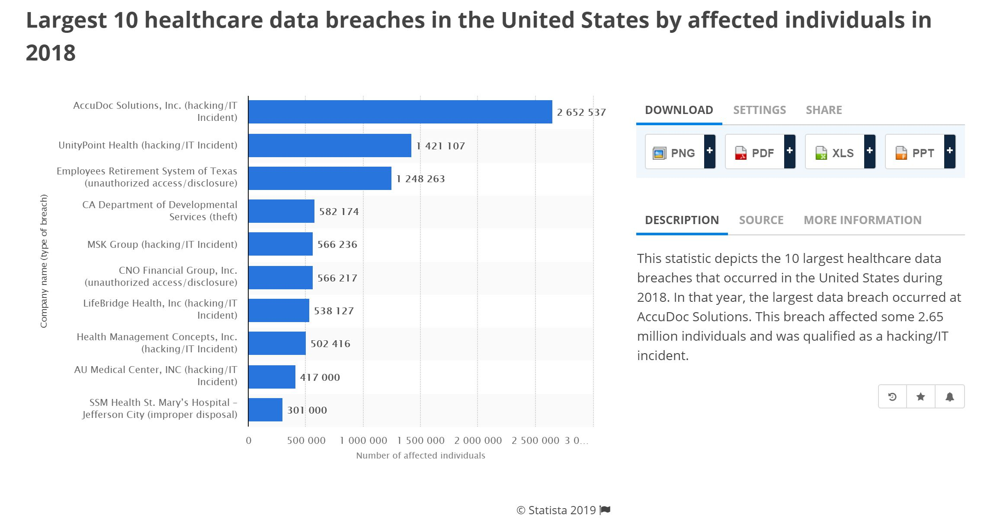 Largest 10 healthcare data breaches in the United States by affected individuals in
2018
Company name (type of breach)
AccuDoc Solutions, Inc. (hacking/IT
Incident)
2 652 537
UnityPoint Health (hacking/IT Incident)
1 421 107
Employees Retirement System of Texas
(unauthorized access/disclosure)
1 248 263
CA Department of Developmental
Services (theft)
582 174
MSK Group (hacking/IT Incident)
566 236
CNO Financial Group, Inc.
(unauthorized access/disclosure)
566 217
LifeBridge Health, Inc (hacking/IT
Incident)
538 127
Health Management Concepts, Inc.
(hacking/IT Incident)
502 416
AU Medical Center, INC (hacking/IT
Incident)
417 000
SSM Health St. Mary’s Hospital –
Jefferson City (improper disposal)
301 000
0 500 000 1 000 000 1 500 000 2 000 000 2 500 000 3 0...
Number of affected individuals
DOWNLOAD SETTINGS SHARE
PNG + PDF + XLS + PPT +
DESCRIPTION SOURCE MORE INFORMATION
This statistic depicts the 10 largest healthcare data
breaches that occurred in the United States during
2018. In that year, the largest data breach occurred at
AccuDoc Solutions. This breach affected some 2.65
million individuals and was qualified as a hacking/IT
incident.
© Statista 2019